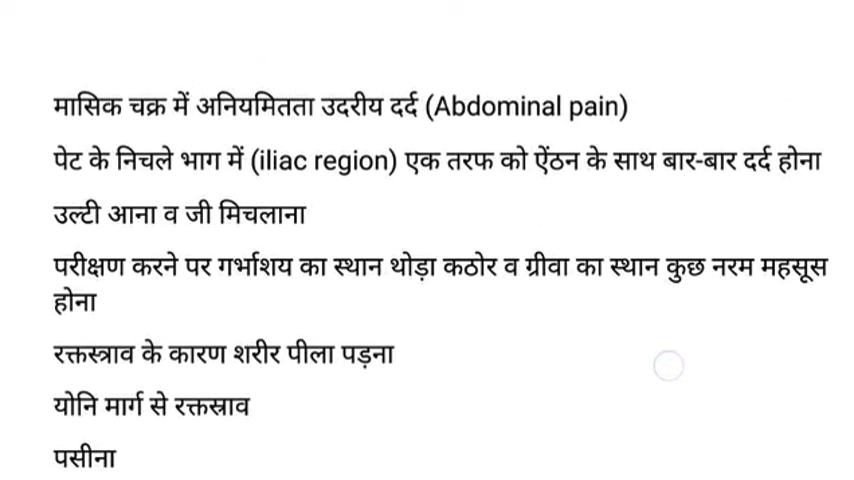 मासिक चक्र में अनियमितता उदरीय दर्द (Abdominal pain)
पेट के निचले भाग में (iliac region) एक तरफ को ऐंठन के साथ बार-बार दर्द होना
उल्टी आना व जी मिचलाना
परीक्षण करने पर गर्भाशय का स्थान थोड़ा कठोर व ग्रीवा का स्थान कुछ नरम महसूस
होना
रक्तस्त्राव के कारण शरीर पीला पड़ना
योनि मार्ग से रक्तस्राव
पसीना